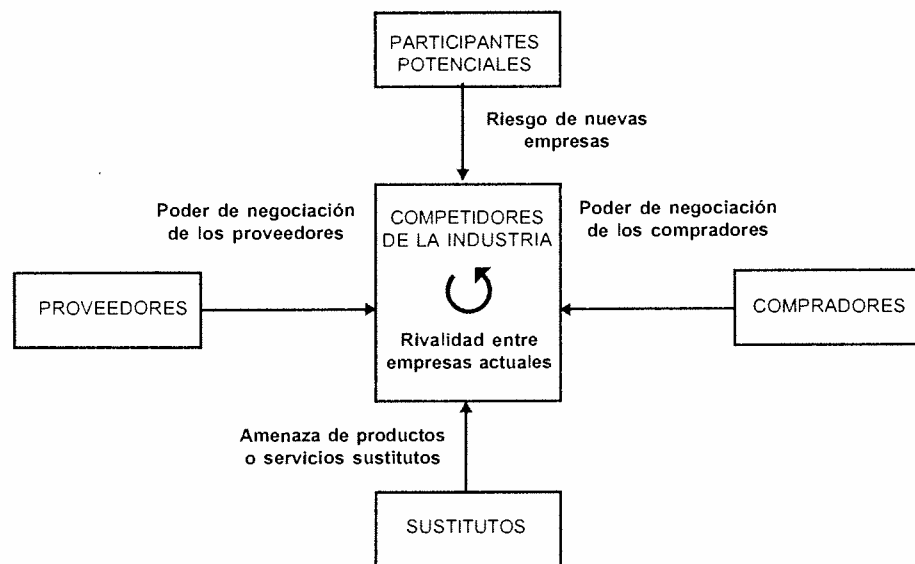 PARTICIPANTES
POTENCIALES
Riesgo de nuevas
empresas
Poder de negociación
de los proveedores
COMPETIDORES
DE LA INDUSTRIA
Poder de negociación
de los compradores
PROVEEDORES
COMPRADORES
Rivalidad entre
empresas actuales
Amenaza de productos
o servicios sustitutos
SUSTITUTOS